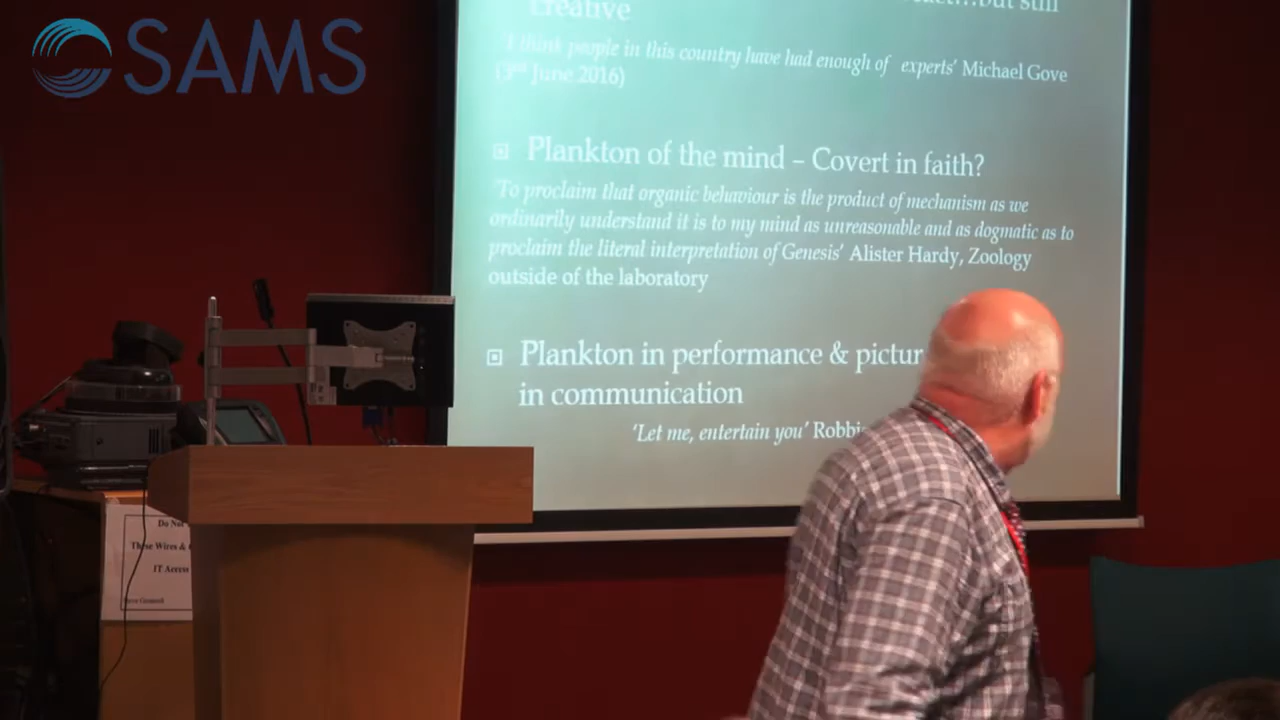 SAMS
but still
creative
'I think people in this country have had enough of experts' Michael Gove
(3rd June 2016)
Plankton of the mind – Covert in faith?
'To proclaim that organic behaviour is the product of mechanism as we
ordinarily understand it is to my mind as unreasonable and as dogmatic as to
proclaim the literal interpretation of Genesis' Alister Hardy, Zoology
outside of the laboratory
Plankton in performance & pictur
in communication
'Let me, entertain you' Robbi
Do Not
These Wires &
IT Access